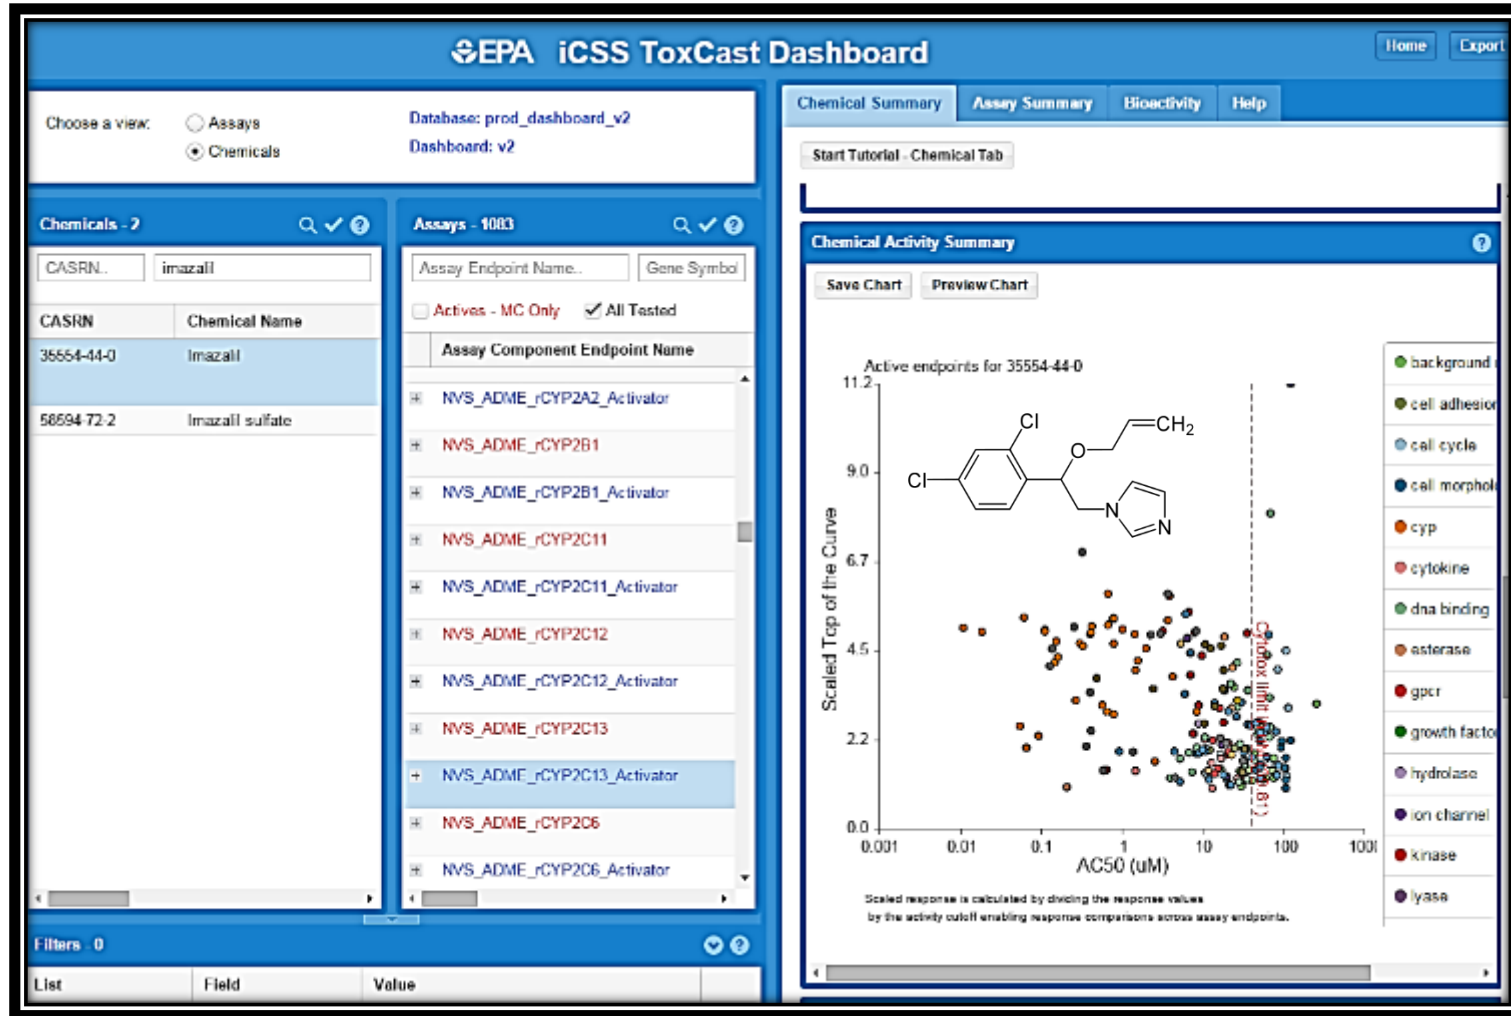 EPA iCSS ToxCast Dashboard
Home Export
Choose a view:
Assays
Chemicals
Database: prod_dashboard_v2
Dashboard: v2
Chemical Summary Assay Summary Bioactivity Help
Start Tutorial - Chemical Tab
Chemicals - 2
CASRN.. imazalil
CASRN Chemical Name
35554-44-0 Imazalil
58594-72-2 Imazalil sulfate
Assays - 1083
Assay Endpoint Name.. Gene Symbol
Actives - MC Only All Tested
Assay Component Endpoint Name
NVS_ADME_rCYP2A2_Activator
NVS_ADME_rCYP2B1
NVS_ADME_rCYP2B1_Activator
NVS_ADME_rCYP2C11
NVS_ADME_rCYP2C11_Activator
NVS_ADME_rCYP2C12
NVS_ADME_rCYP2C12_Activator
NVS_ADME_rCYP2C13
NVS_ADME_rCYP2C13_Activator
NVS_ADME_rCYP2C6
NVS_ADME_rCYP2C6_Activator
Filters - 0
List Field Value
Chemical Activity Summary
Save Chart Preview Chart
Active endpoints for 35554-44-0
11.2
9.0
6.7
4.5
2.2
0.0
Scaled Top of the Curve
Cl
Cl
O
CH2
N
N
Cytotox limit
0.001 0.01 0.1 1 10 100 100
AC50 (uM)
Scaled response is calculated by dividing the response values
by the activity cutoff enabling response comparisons across assay endpoints.
background
cell adhesion
cell cycle
cell morphol
cyp
cytokine
dna binding
esterase
gpcr
growth facto
hydrolase
ion channel
kinase
lyase